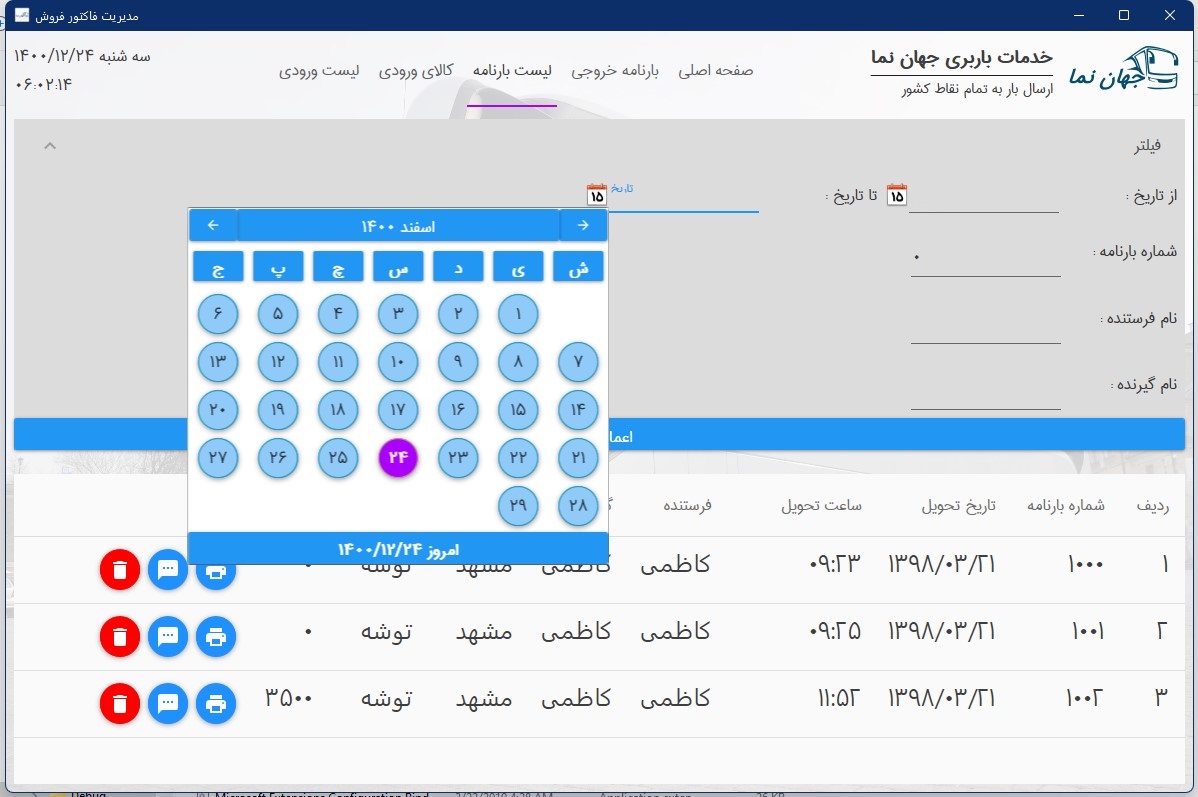 مدیریت فاکتور فروش
جهان نما
خدمات باربری جهان نما
ارسال بار به تمام نقاط کشور
صفحه اصلی
بارنامه خروجی
لیست بارنامه
کالای ورودی
لیست ورودی
سه شنبه ۱۴۰۰/۱۲/۲۴
۰۶:۰۲:۱۴
فیلتر
از تاریخ :
۱۵
تا تاریخ :
تاریخ
۱۵
شماره بارنامه :
۰
نام فرستنده :
نام گیرنده :
اعما
اسفند ۱۴۰۰
ش ی د س چ پ ج
۱ ۲ ۳ ۴ ۵ ۶
۷ ۸ ۹ ۱۰ ۱۱ ۱۲ ۱۳
۱۴ ۱۵ ۱۶ ۱۷ ۱۸ ۱۹ ۲۰
۲۱ ۲۲ ۲۳ ۲۴ ۲۵ ۲۶ ۲۷
۲۸ ۲۹
امروز ۱۴۰۰/۱۲/۲۴
ردیف شماره بارنامه تاریخ تحویل ساعت تحویل فرستنده
۱ ۱۰۰۰ ۱۳۹۸/۰۳/۲۱ ۰۹:۲۳ کاظمی کاظمی مشهد توشه ۰
۲ ۱۰۰۱ ۱۳۹۸/۰۳/۲۱ ۰۹:۲۵ کاظمی کاظمی مشهد توشه ۰
۳ ۱۰۰۲ ۱۳۹۸/۰۳/۲۱ ۱۱:۵۲ کاظمی کاظمی مشهد توشه ۳۵۰۰